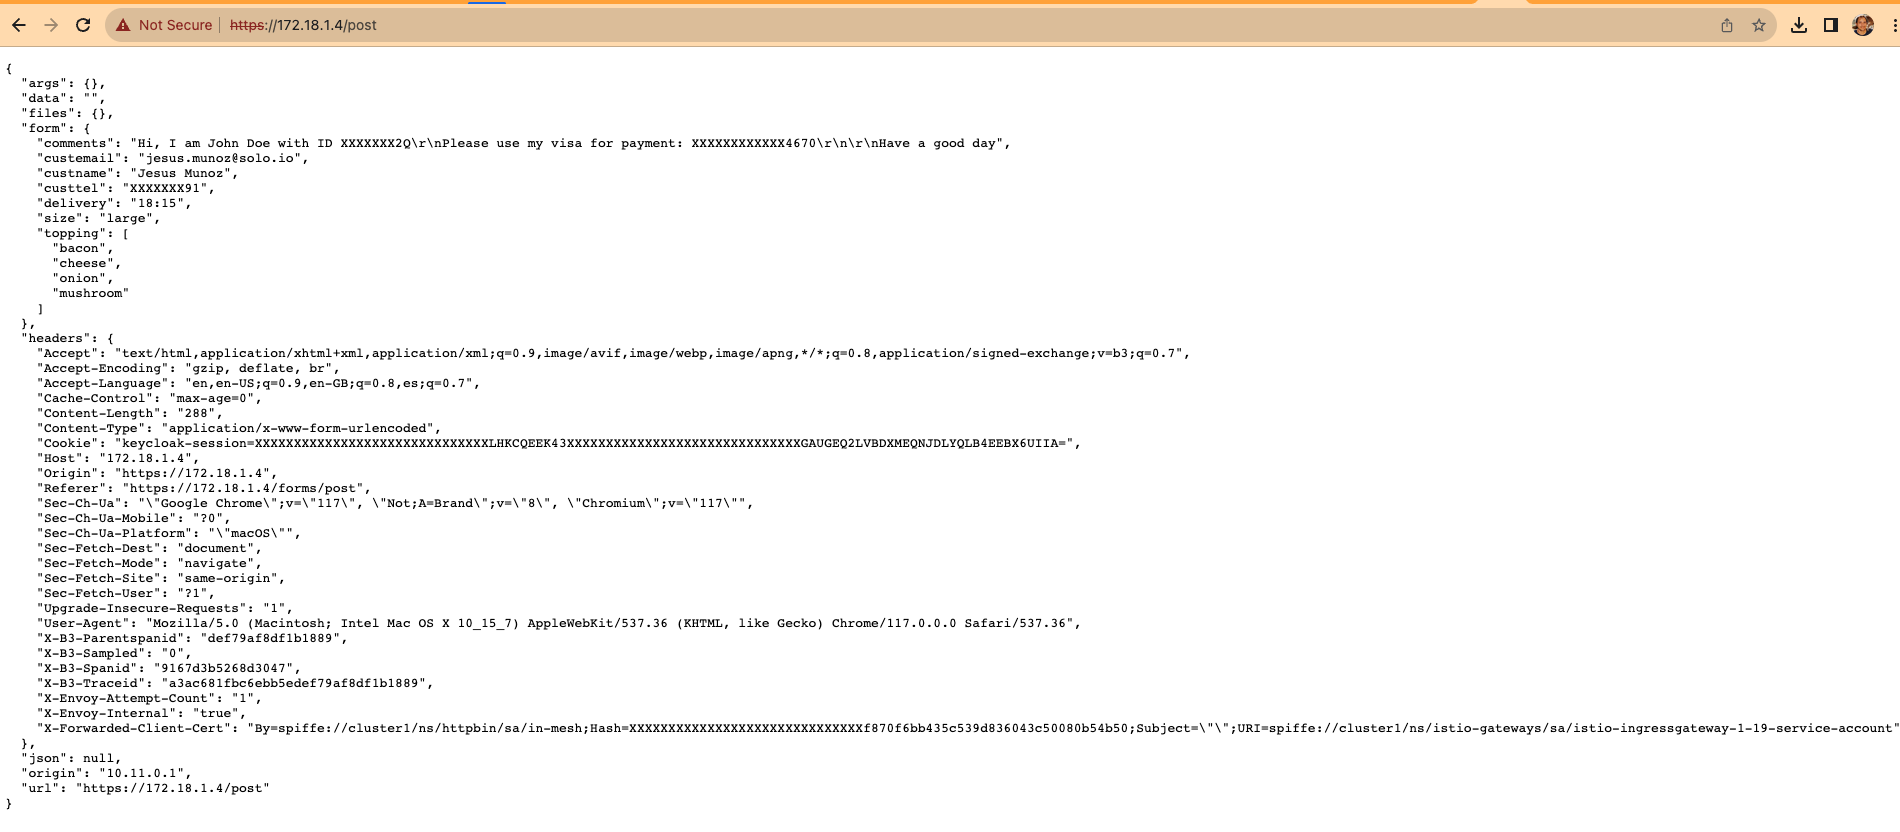 Not Secure https://172.18.1.4/post
{
  "args": {},
  "data": "",
  "files": {},
  "form": {
    "comments": "Hi, I am John Doe with ID XXXXXXX2Q\r\nPlease use my visa for payment: XXXXXXXXXXXX4670\r\n\r\nHave a good day",
    "custemail": "jesus.munoz@solo.io",
    "custname": "Jesus Munoz",
    "custtel": "XXXXXXX91",
    "delivery": "18:15",
    "size": "large",
    "topping": [
      "bacon",
      "cheese",
      "onion",
      "mushroom"
    ]
  },
  "headers": {
    "Accept": "text/html,application/xhtml+xml,application/xml;q=0.9,image/avif,image/webp,image/apng,*/*;q=0.8,application/signed-exchange;v=b3;q=0.7",
    "Accept-Encoding": "gzip, deflate, br",
    "Accept-Language": "en,en-US;q=0.9,en-GB;q=0.8,es;q=0.7",
    "Cache-Control": "max-age=0",
    "Content-Length": "288",
    "Content-Type": "application/x-www-form-urlencoded",
    "Cookie": "keycloak-session=XXXXXXXXXXXXXXXXXXXXXXXXXXXXXXLHKCQEEK43XXXXXXXXXXXXXXXXXXXXXXXXXXXXXXGAUGEQ2LVBDXMEQNJDLYQLB4EEBX6UIIA=",
    "Host": "172.18.1.4",
    "Origin": "https://172.18.1.4",
    "Referer": "https://172.18.1.4/forms/post",
    "Sec-Ch-Ua": "\"Google Chrome\";v=\"117\", \"Not;A=Brand\";v=\"8\", \"Chromium\";v=\"117\"",
    "Sec-Ch-Ua-Mobile": "?0",
    "Sec-Ch-Ua-Platform": "\"macOS\"",
    "Sec-Fetch-Dest": "document",
    "Sec-Fetch-Mode": "navigate",
    "Sec-Fetch-Site": "same-origin",
    "Sec-Fetch-User": "?1",
    "Upgrade-Insecure-Requests": "1",
    "User-Agent": "Mozilla/5.0 (Macintosh; Intel Mac OS X 10_15_7) AppleWebKit/537.36 (KHTML, like Gecko) Chrome/117.0.0.0 Safari/537.36",
    "X-B3-Parentspanid": "def79af8df1b1889",
    "X-B3-Sampled": "0",
    "X-B3-Spanid": "9167d3b5268d3047",
    "X-B3-Traceid": "a3ac681fbc6ebb5edef79af8df1b1889",
    "X-Envoy-Attempt-Count": "1",
    "X-Envoy-Internal": "true",
    "X-Forwarded-Client-Cert": "By=spiffe://cluster1/ns/httpbin/sa/in-mesh;Hash=XXXXXXXXXXXXXXXXXXXXXXXXXXXXXXf870f6bb435c539d836043c50080b54b50;Subject=\"\";URI=spiffe://cluster1/ns/istio-gateways/sa/istio-ingressgateway-1-19-service-account"
  },
  "json": null,
  "origin": "10.11.0.1",
  "url": "https://172.18.1.4/post"
}